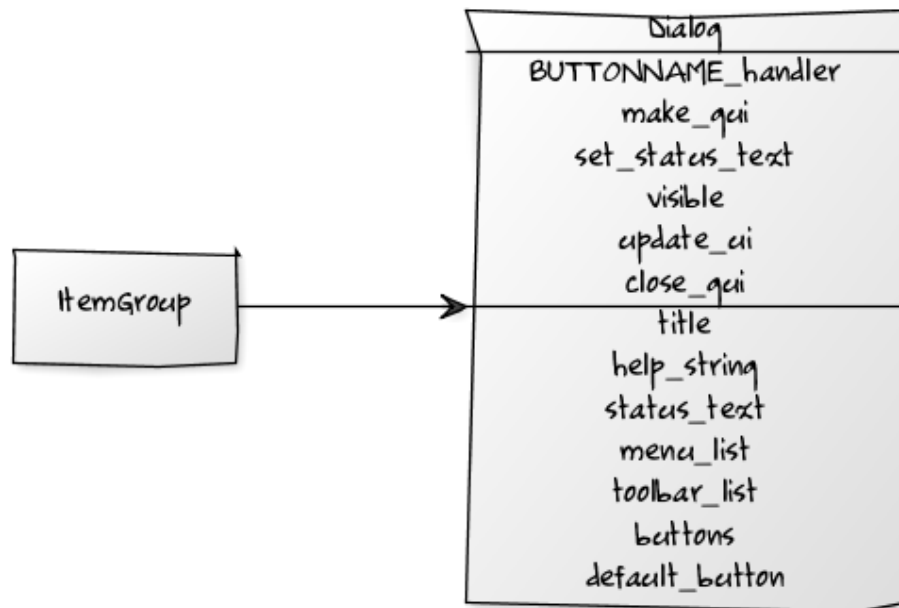 Dialog
BUTTONNAME_handler
make_gui
set_status_text
visible
update_ui
close_gui
ItemGroup
title
help_string
status_text
menu_list
toolbar_list
buttons
default_button